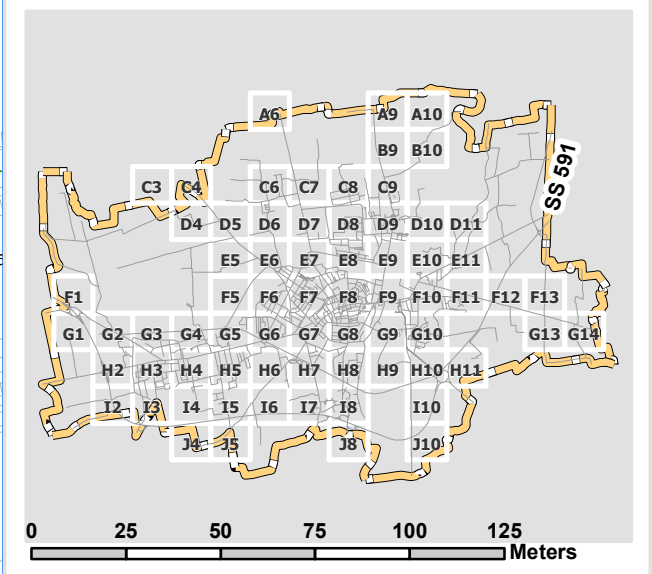 A6 A9 A10
B9 B10
SS 591
C3 C4 C6 C7 C8 C9
D4 D5 D6 D7 D8 D9 D10 D11
E5 E6 E7 E8 E9 E10 E11
F1 F5 F6 F7 F8 F9 F10 F11 F12 F13
G1 G2 G3 G4 G5 G6 G7 G8 G9 G10 G13 G14
H2 H3 H4 H5 H6 H7 H8 H9 H10 H11
I2 I3 I4 I5 I6 I7 I8 I10
J4 J5 J8 J10
0 25 50 75 100 125
Meters